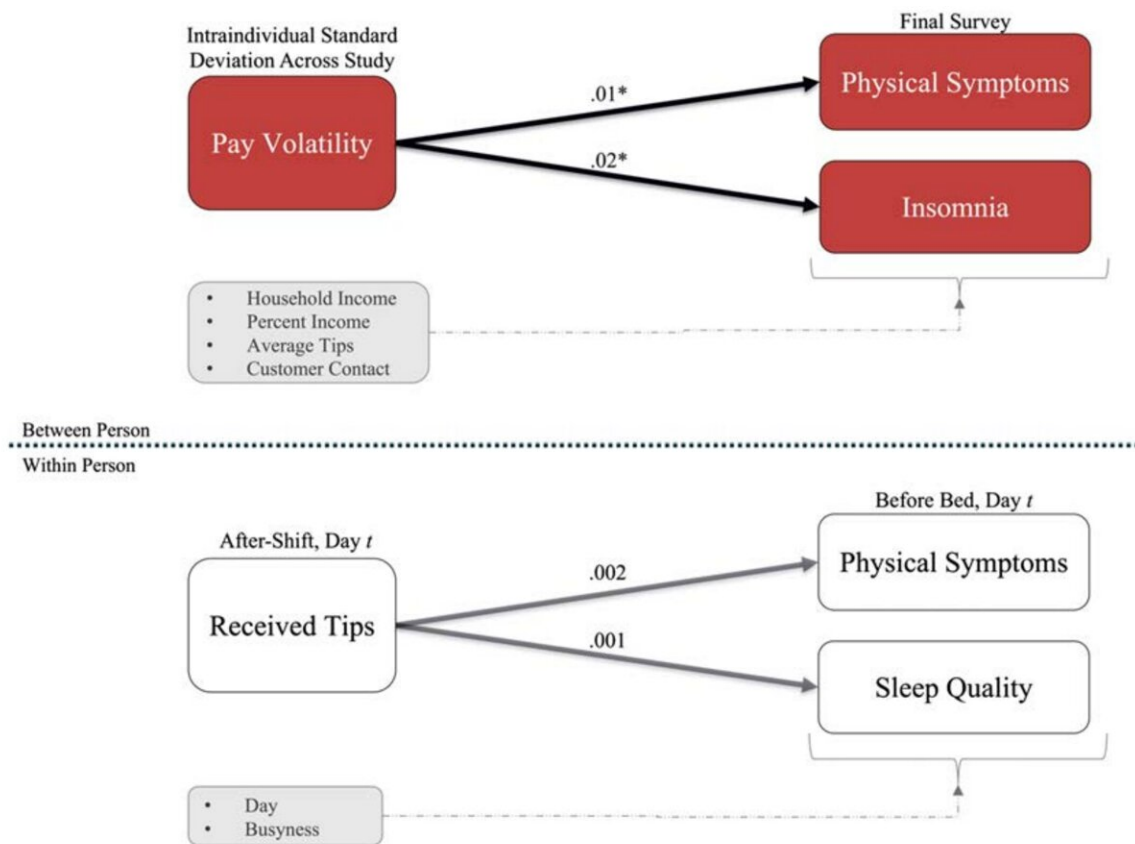 Intraindividual Standard
Deviation Across Study
Final Survey
Pay Volatility
.01*
.02*
Physical Symptoms
Insomnia
• Household Income
• Percent Income
• Average Tips
• Customer Contact
Between Person
Within Person
After-Shift, Day t
Before Bed, Day t
Received Tips
.002
.001
Physical Symptoms
Sleep Quality
• Day
• Busyness